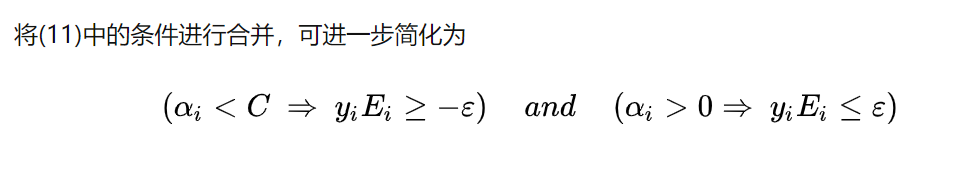 将(11)中的条件进行合并，可进一步简化为
(αᵢ < C ⇒ yᵢEᵢ ≥ −ε) and (αᵢ > 0 ⇒ yᵢEᵢ ≤ ε)